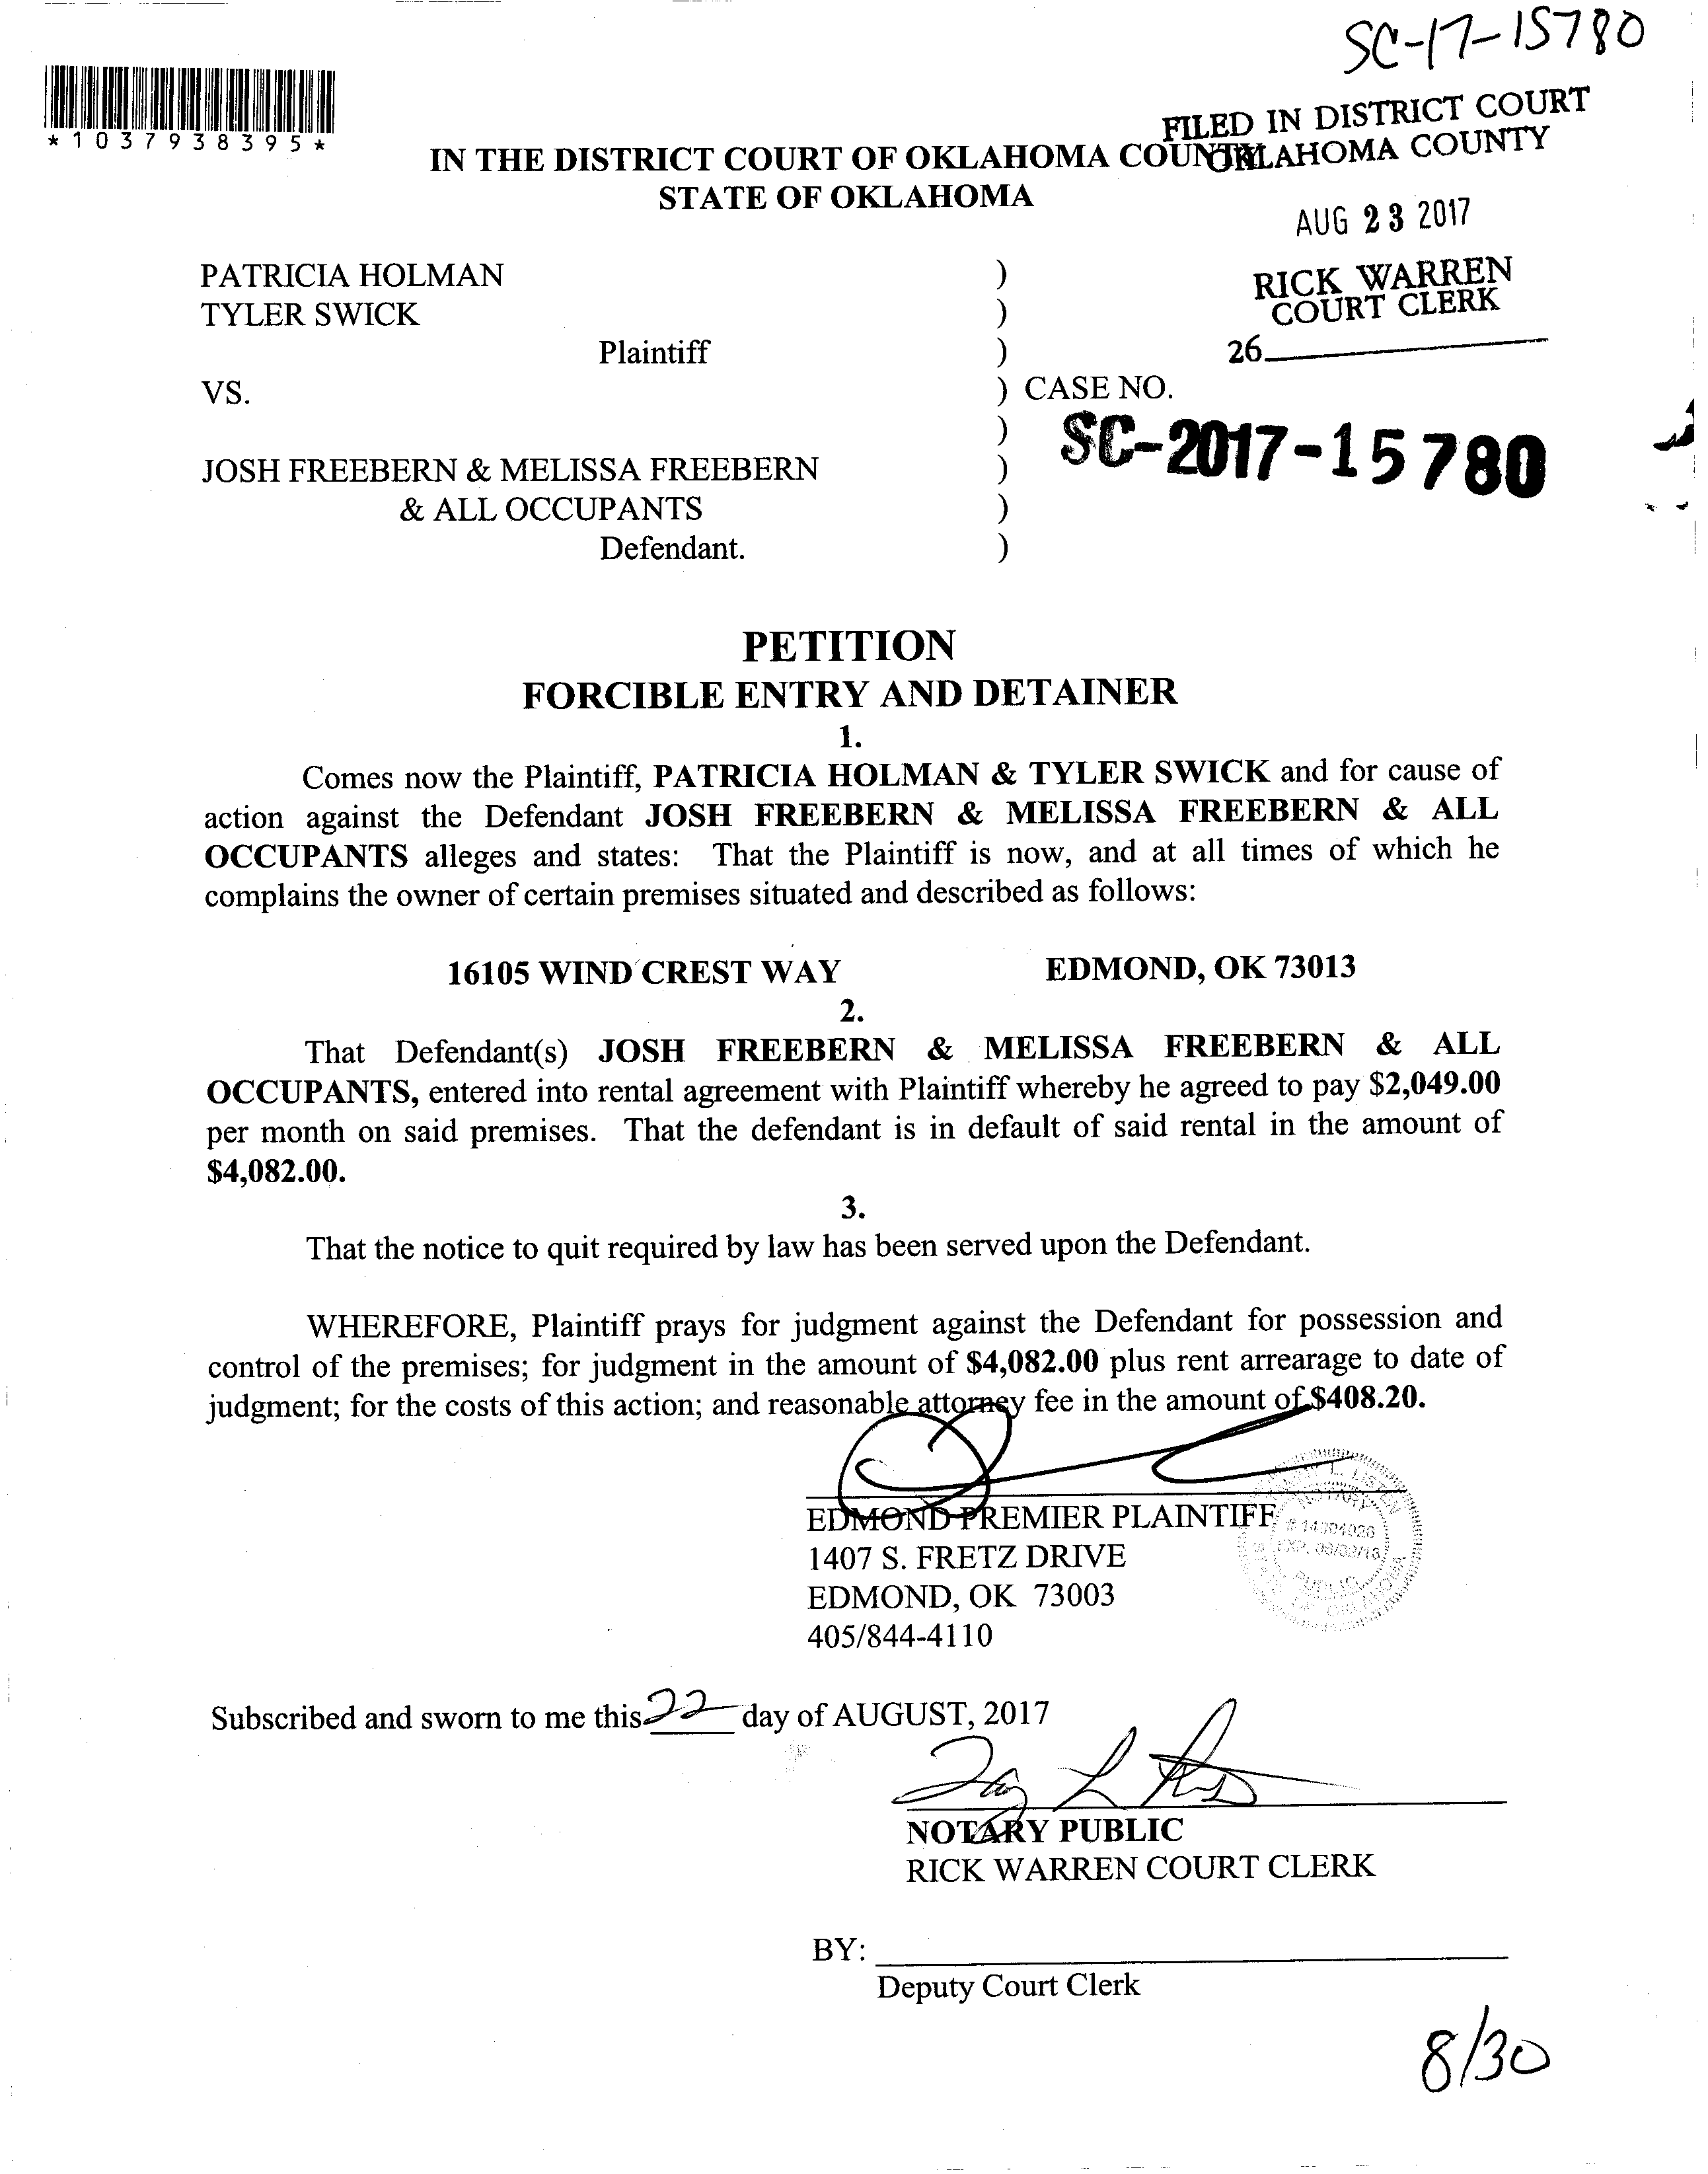 SC-17-15780
*1037938395*
FILED IN DISTRICT COURT
OKLAHOMA COUNTY
IN THE DISTRICT COURT OF OKLAHOMA COUNTY
STATE OF OKLAHOMA
AUG 23 2017
PATRICIA HOLMAN )
TYLER SWICK )
RICK WARREN
COURT CLERK
Plaintiff )
26
VS. ) CASE NO.
)
SC-2017-15780
JOSH FREEBERN & MELISSA FREEBERN )
& ALL OCCUPANTS )
Defendant. )
PETITION
FORCIBLE ENTRY AND DETAINER
1.
Comes now the Plaintiff, PATRICIA HOLMAN & TYLER SWICK and for cause of
action against the Defendant JOSH FREEBERN & MELISSA FREEBERN & ALL
OCCUPANTS alleges and states: That the Plaintiff is now, and at all times of which he
complains the owner of certain premises situated and described as follows:
16105 WIND CREST WAY EDMOND, OK 73013
2.
That Defendant(s) JOSH FREEBERN & MELISSA FREEBERN & ALL
OCCUPANTS, entered into rental agreement with Plaintiff whereby he agreed to pay $2,049.00
per month on said premises. That the defendant is in default of said rental in the amount of
$4,082.00.
3.
That the notice to quit required by law has been served upon the Defendant.
WHEREFORE, Plaintiff prays for judgment against the Defendant for possession and
control of the premises; for judgment in the amount of $4,082.00 plus rent arrearage to date of
judgment; for the costs of this action; and reasonable attorney fee in the amount of $408.20.
EDMOND PREMIER PLAINTIFF
1407 S. FRETZ DRIVE
EDMOND, OK 73003
405/844-4110
NOTARY
PUBLIC
STATE OF OKLAHOMA
Subscribed and sworn to me this 22 day of AUGUST, 2017
NOTARY PUBLIC
RICK WARREN COURT CLERK
BY:
Deputy Court Clerk
8/30